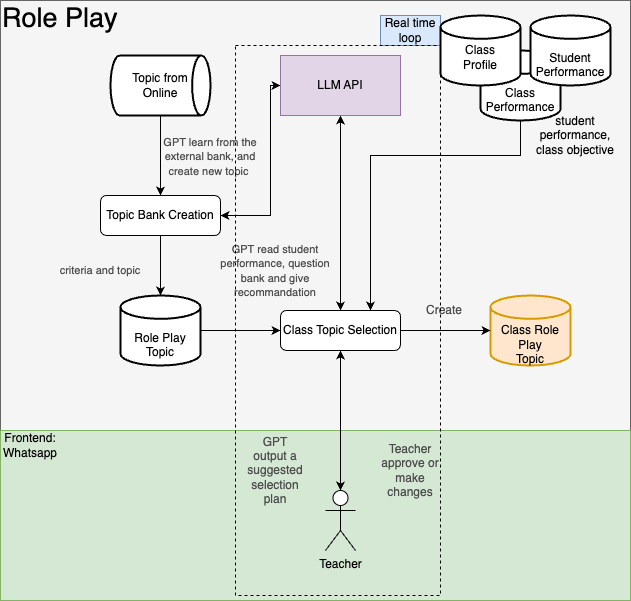 Role Play
Real time
loop
Class
Profile
Student
Performance
Class
Performance
student
performance,
class objective
Topic from
Online
LLM API
GPT learn from the
external bank, and
create new topic
Topic Bank Creation
GPT read student
performance, question
bank and give
recommandation
criteria and topic
Role Play
Topic
Class Topic Selection
Create
Class Role
Play
Topic
Frontend:
Whatsapp
GPT
output a
suggested
selection
plan
Teacher
approve or
make
changes
Teacher